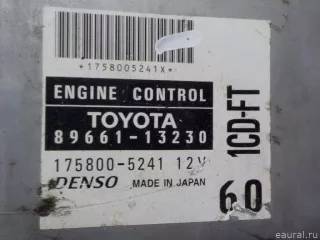 *1758005241X*
ENGINE CONTROL
TOYOTA
89661-13230
175800-5241 12V
DENSO MADE IN JAPAN
1CD-FT
60
eaural.ru